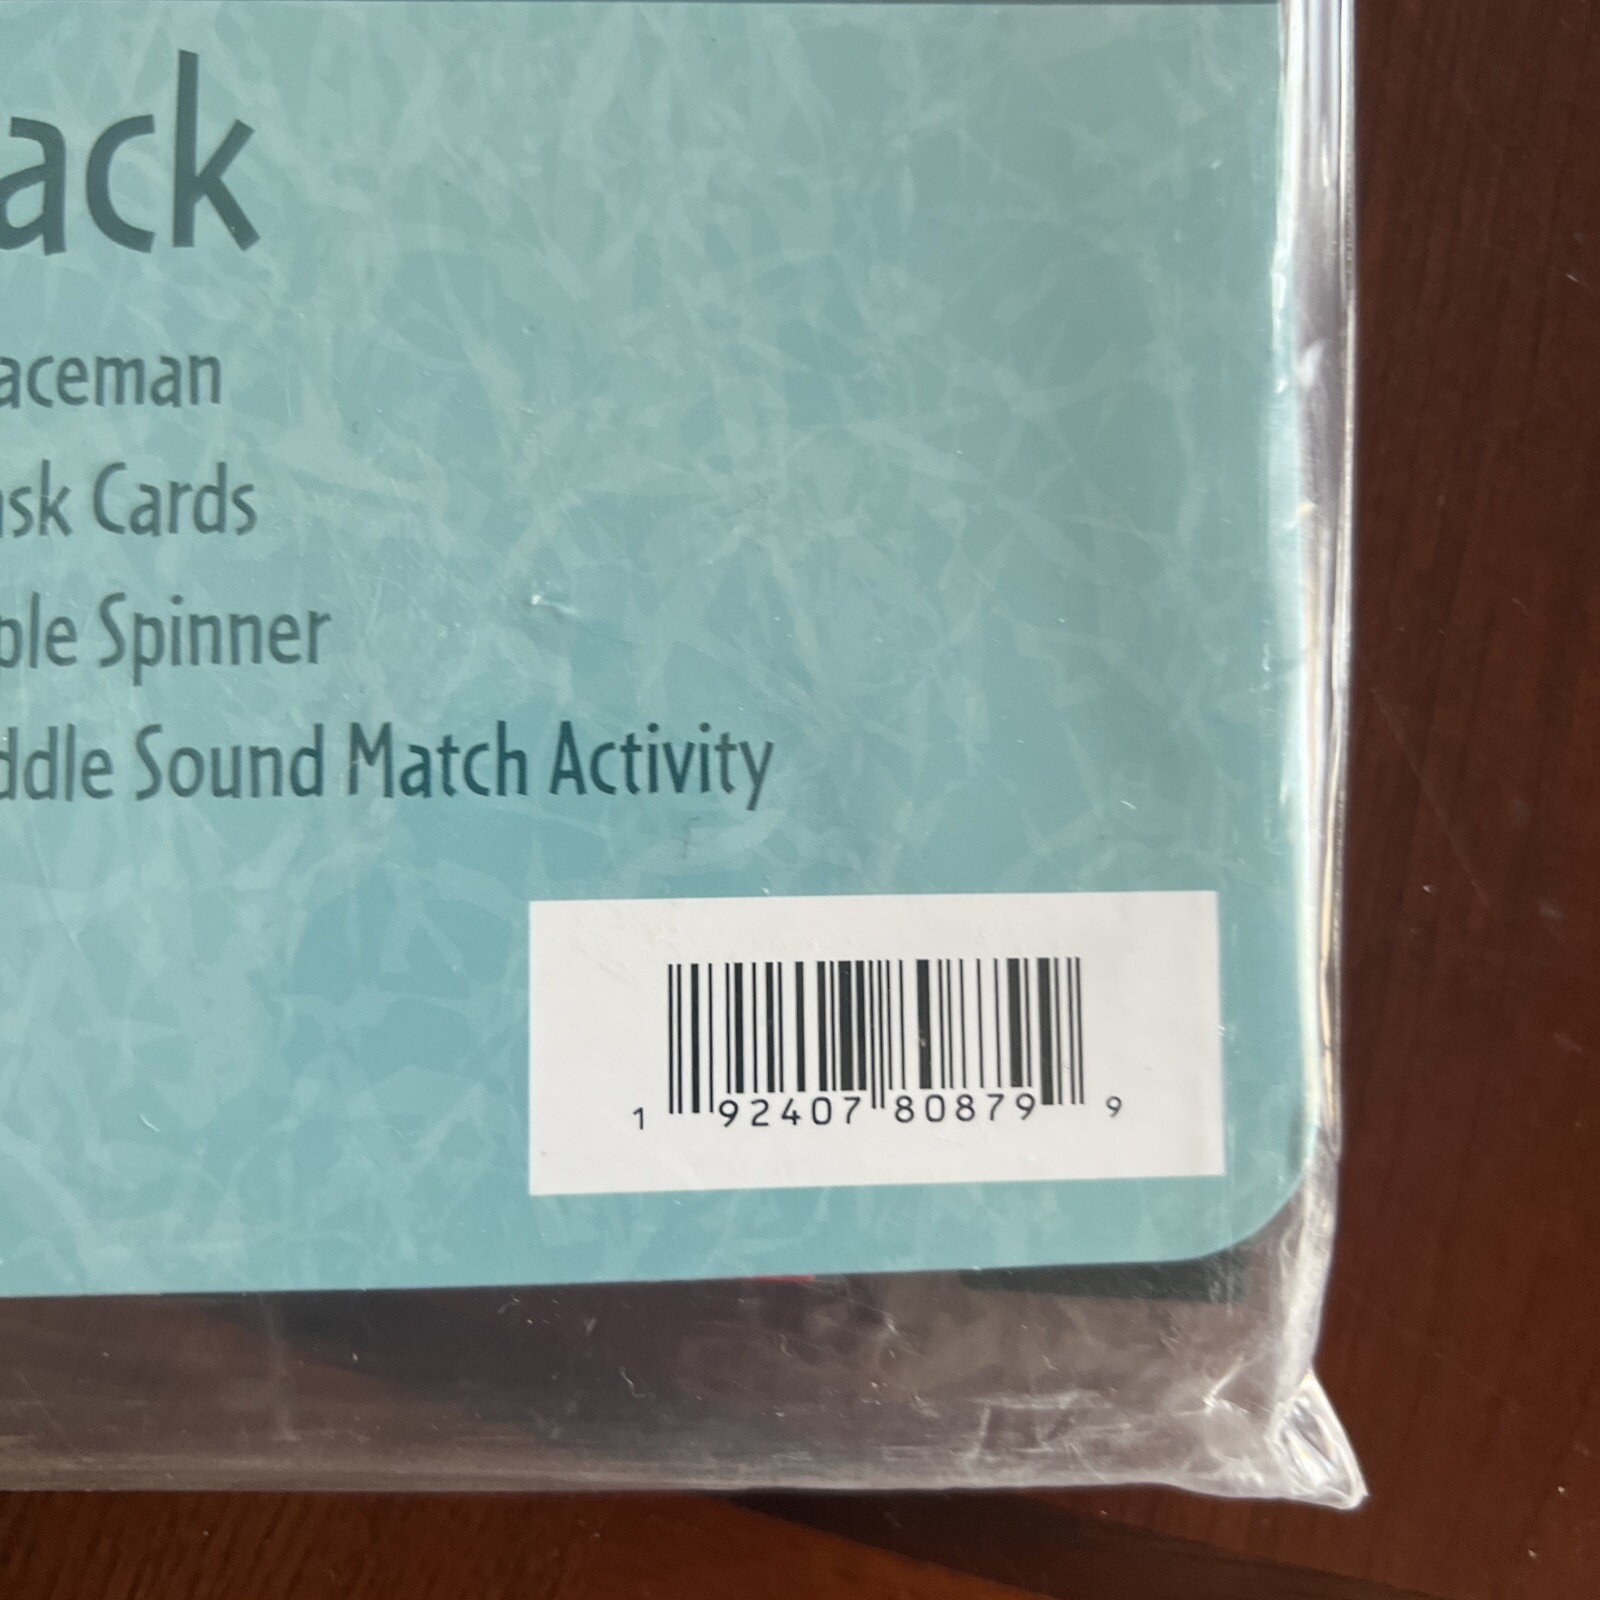 ack
aceman
sk Cards
ple Spinner
ddle Sound Match Activity
1 92407 80879 9